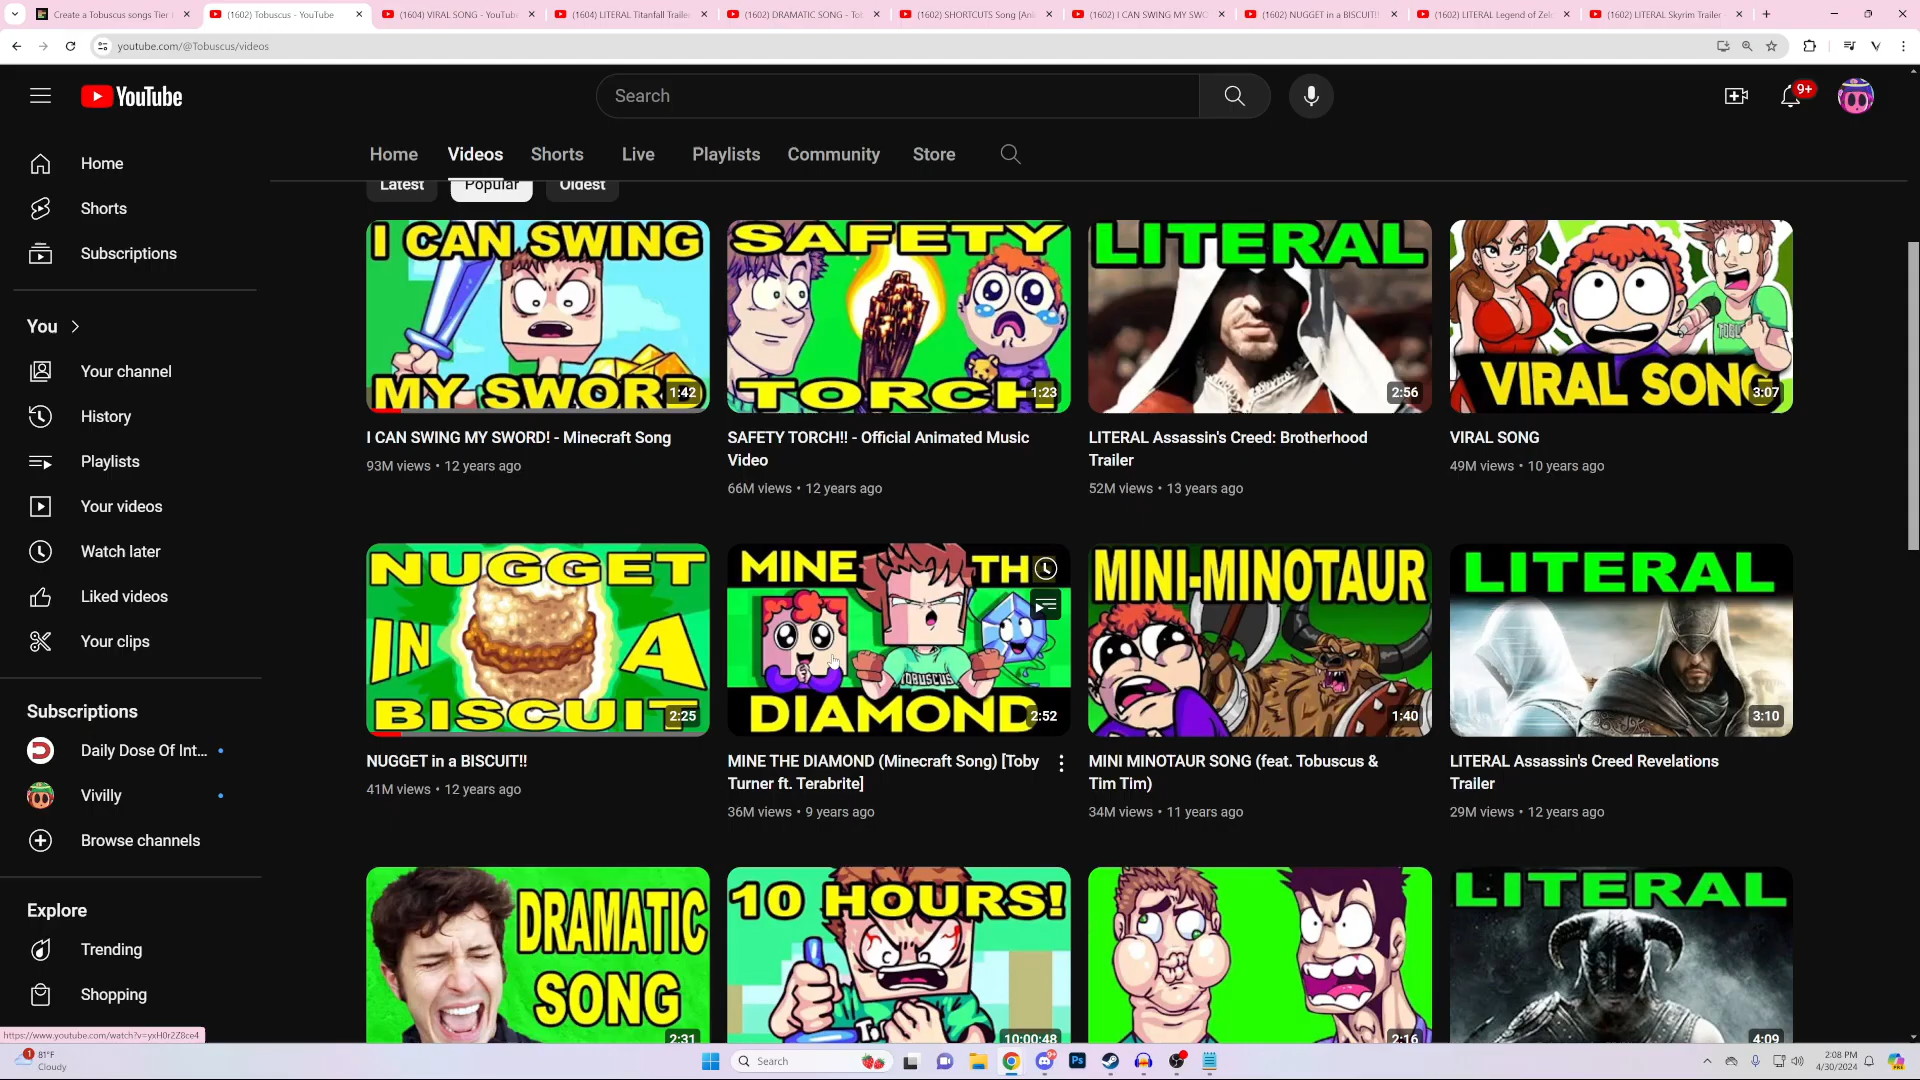 Create a Tobuscus songs Tier
(1602) Tobuscus - YouTube
(1604) VIRAL SONG - YouTube
(1604) LITERAL Titanfall Trailer
(1602) DRAMATIC SONG - Tob
(1602) SHORTCUTS Song [Ani
(1602) I CAN SWING MY SWO
(1602) NUGGET in a BISCUIT!!
(1602) LITERAL Legend of Zel
(1602) LITERAL Skyrim Trailer
youtube.com/@Tobuscus/videos
YouTube
Search
9+
Home
Videos
Shorts
Live
Playlists
Community
Store
Latest
Popular
Oldest
Home
Shorts
Subscriptions
You
Your channel
History
Playlists
Your videos
Watch later
Liked videos
Your clips
Subscriptions
Daily Dose Of Int...
Vivilly
Browse channels
Explore
Trending
Shopping
I CAN SWING
MY SWORD
1:42
I CAN SWING MY SWORD! - Minecraft Song
93M views • 12 years ago
SAFETY
TORCH
1:23
SAFETY TORCH!! - Official Animated Music
Video
66M views • 12 years ago
LITERAL
2:56
LITERAL Assassin's Creed: Brotherhood
Trailer
52M views • 13 years ago
VIRAL SONG
3:07
VIRAL SONG
49M views • 10 years ago
NUGGET
IN A
BISCUIT
2:25
NUGGET in a BISCUIT!!
41M views • 12 years ago
MINE TH
TOBUSCUS
DIAMOND
2:52
MINE THE DIAMOND (Minecraft Song) [Toby
Turner ft. Terabrite]
36M views • 9 years ago
MINI-MINOTAUR
1:40
MINI MINOTAUR SONG (feat. Tobuscus &
Tim Tim)
34M views • 11 years ago
LITERAL
3:10
LITERAL Assassin's Creed Revelations
Trailer
29M views • 12 years ago
DRAMATIC
SONG
2:31
10 HOURS!
10:00:48
2:16
LITERAL
4:09
https://www.youtube.com/watch?v=yxH0r2Z8ce4
1
81°F
Cloudy
Search
Ps
2:08 PM
4/30/2024